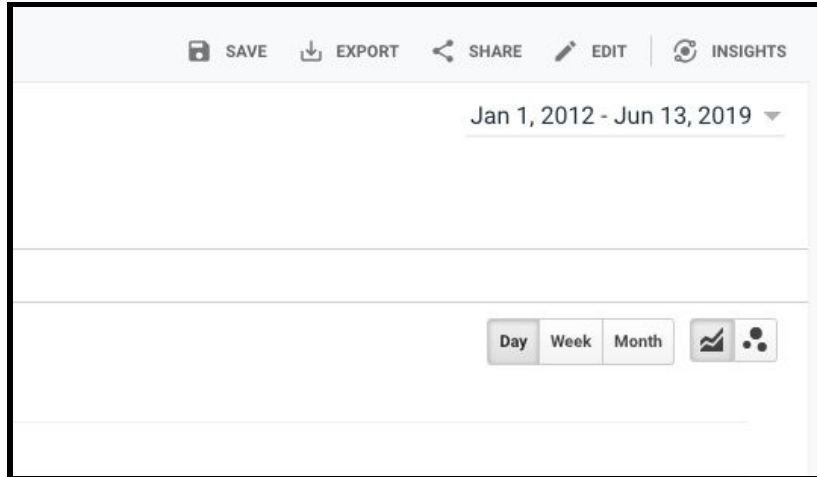 SAVE EXPORT SHARE EDIT INSIGHTS
Jan 1, 2012 - Jun 13, 2019
Day Week Month